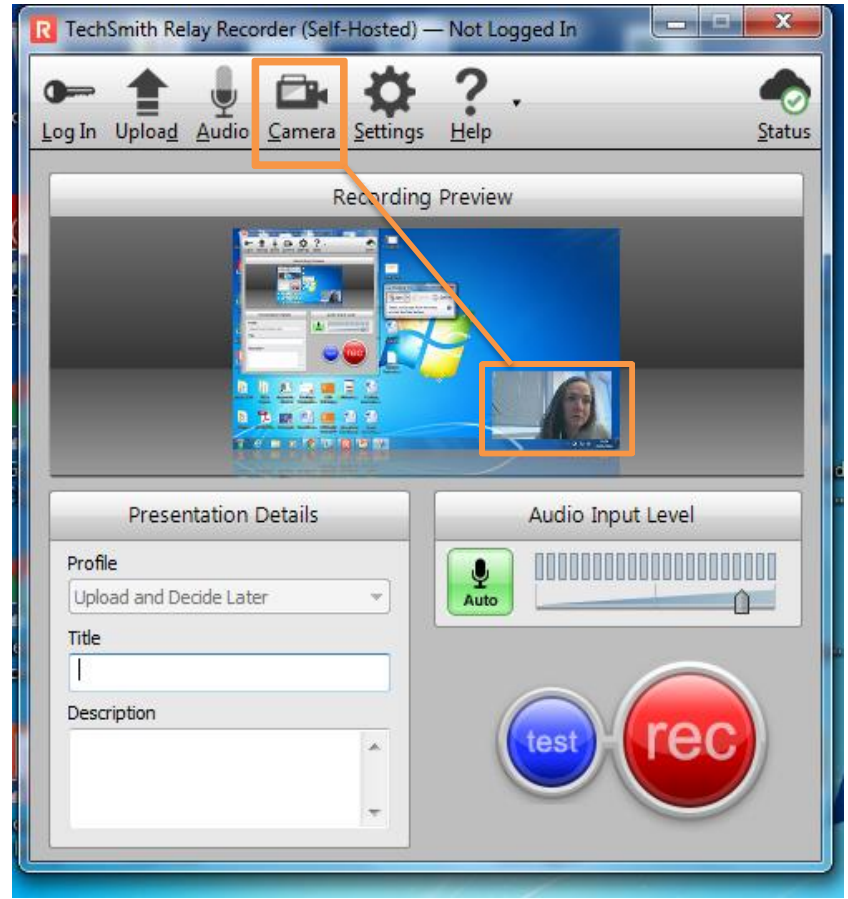 R TechSmith Relay Recorder (Self-Hosted) — Not Logged In
Log In Upload Audio Camera Settings Help Status
Recording Preview
rec
Presentation Details
Audio Input Level
Profile
Upload and Decide Later
Auto
Title
Description
test rec